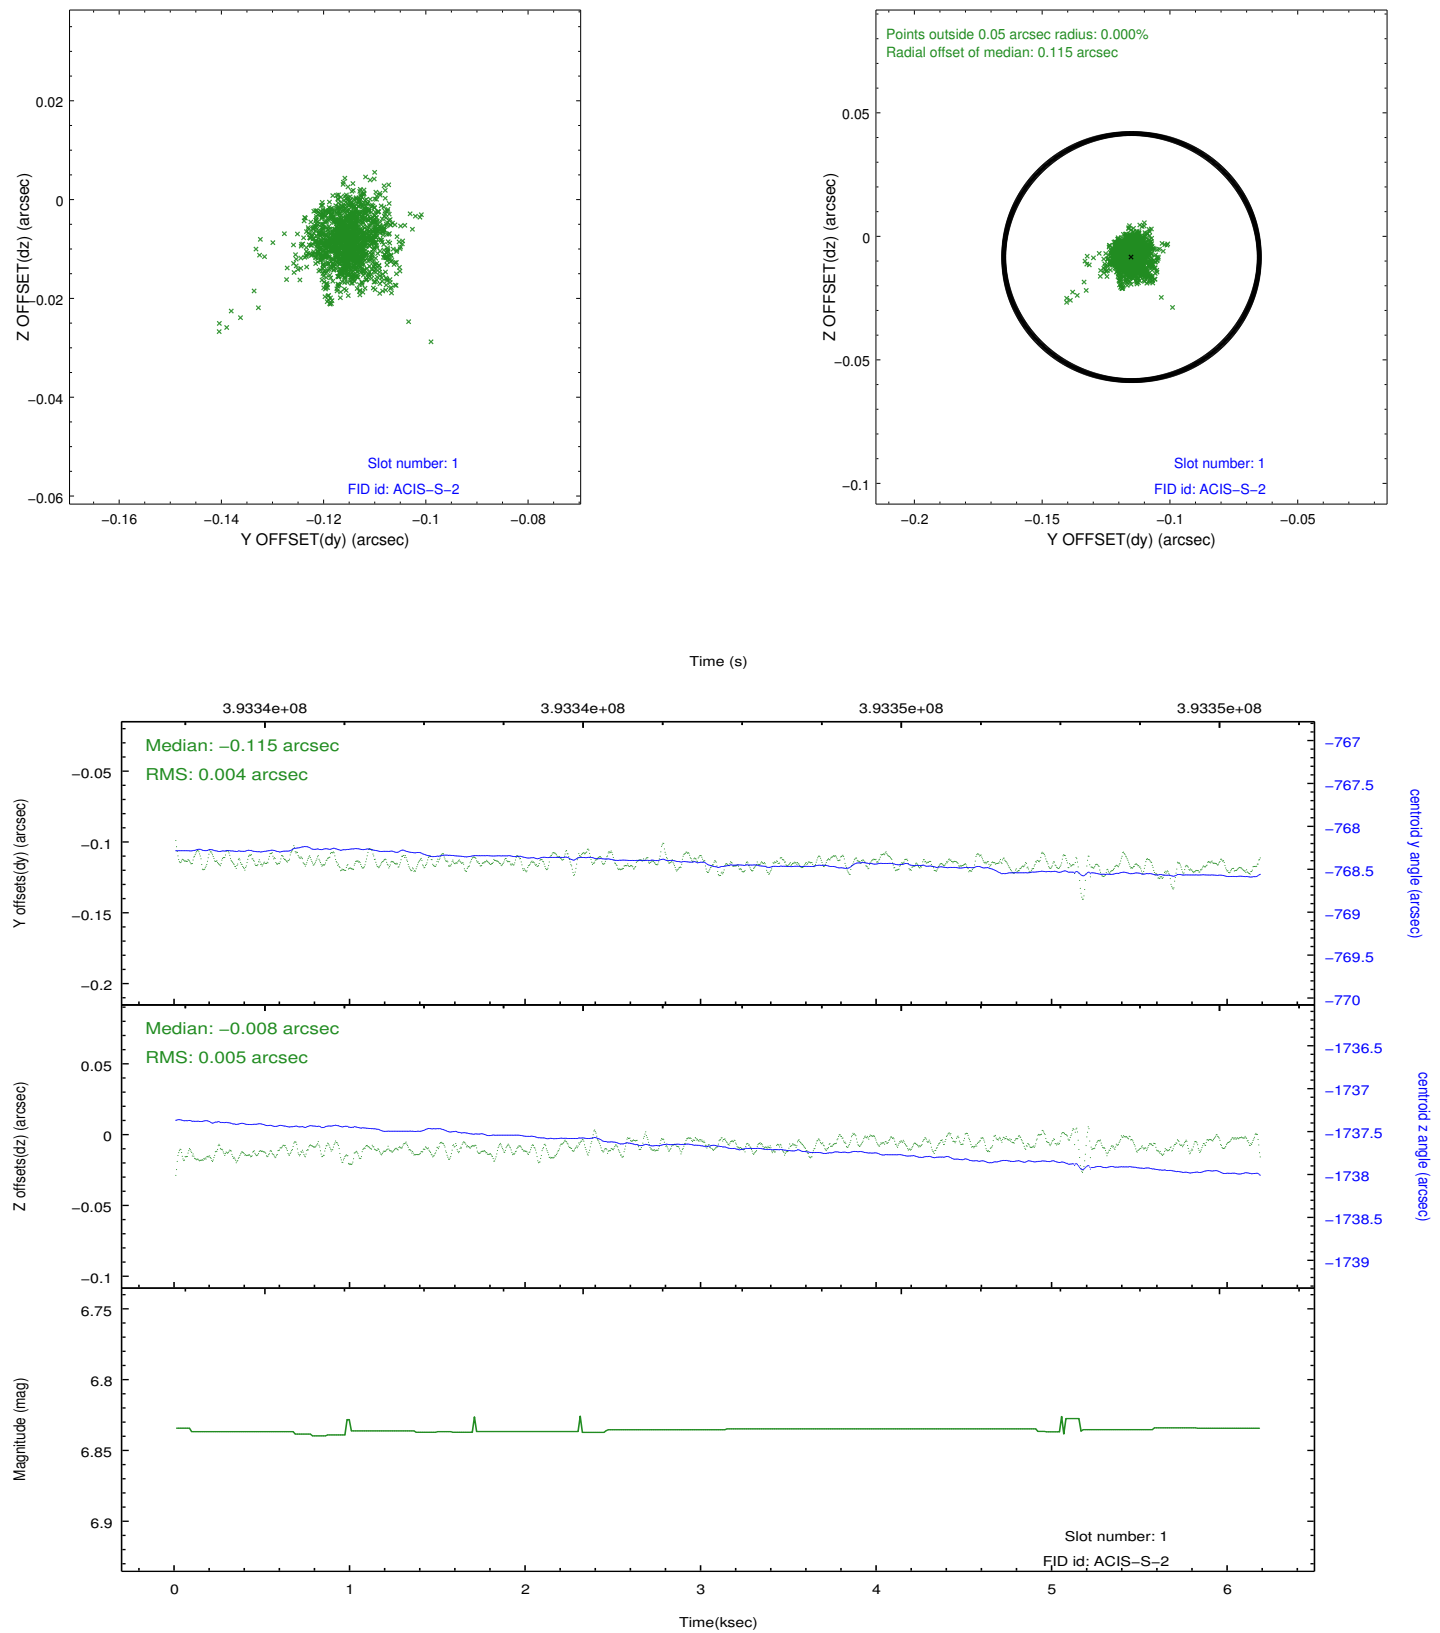 0.02
0
−0.02
−0.04
−0.06
Z OFFSET(dz) (arcsec)
Slot number: 1
FID id: ACIS−S−2
−0.16
−0.14
−0.12
−0.1
−0.08
Y OFFSET(dy) (arcsec)
Points outside 0.05 arcsec radius: 0.000%
Radial offset of median: 0.115 arcsec
0.05
0
−0.05
−0.1
Z OFFSET(dz) (arcsec)
Slot number: 1
FID id: ACIS−S−2
−0.2
−0.15
−0.1
−0.05
Y OFFSET(dy) (arcsec)
Time (s)
3.9334e+08
3.9334e+08
3.9335e+08
3.9335e+08
Median: −0.115 arcsec
RMS: 0.004 arcsec
−0.05
−0.1
−0.15
−0.2
Y offsets(dy) (arcsec)
−767
−767.5
−768
−768.5
−769
−769.5
−770
centroid y angle (arcsec)
Median: −0.008 arcsec
RMS: 0.005 arcsec
0.05
0
−0.05
−0.1
Z offsets(dz) (arcsec)
−1736.5
−1737
−1737.5
−1738
−1738.5
−1739
centroid z angle (arcsec)
6.75
6.8
6.85
6.9
Magnitude (mag)
Slot number: 1
FID id: ACIS−S−2
0
1
2
3
4
5
6
Time(ksec)